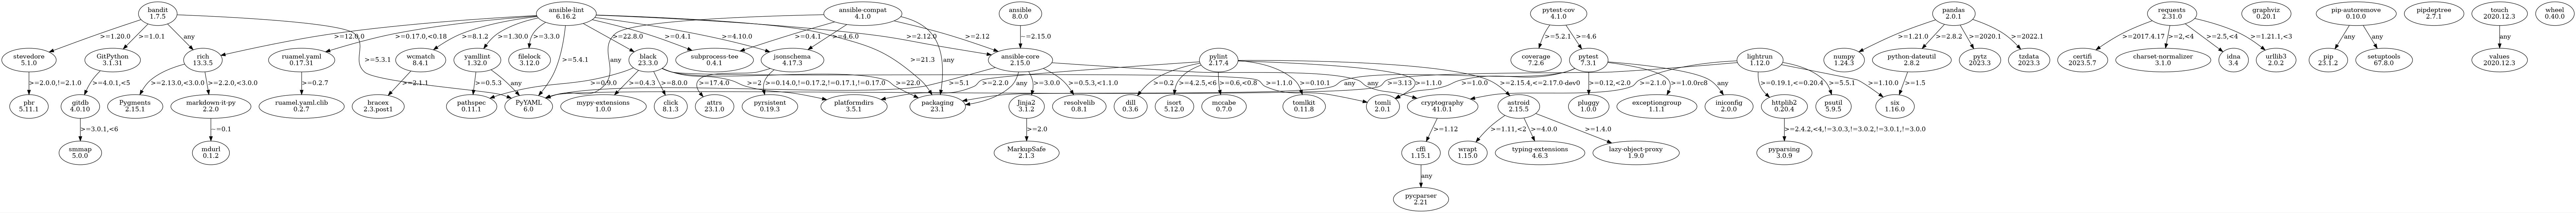 bandit
1.7.5
ansible-lint
6.16.2
ansible-compat
4.1.0
ansible
8.0.0
pytest-cov
4.1.0
pandas
2.0.1
requests
2.31.0
graphviz
0.20.1
pip-autoremove
0.10.0
pipdeptree
2.7.1
touch
2020.12.3
wheel
0.40.0
>=1.20.0
>=1.0.1
any
>=12.0.0
>=0.17.0,<0.18
>=8.1.2
>=1.30.0
>=3.3.0
>=22.8.0
>=0.4.1
>=4.10.0
>=0.4.1
>=4.6.0
>=2.12.0
>=2.12
~=2.15.0
>=5.2.1
>=4.6
>=1.21.0
>=2.8.2
>=2020.1
>=2022.1
>=2017.4.17
>=2,<4
>=2.5,<4
>=1.21.1,<3
any
any
any
stevedore
5.1.0
GitPython
3.1.31
rich
13.3.5
>=5.3.1
ruamel.yaml
0.17.31
wcmatch
8.4.1
yamllint
1.32.0
filelock
3.12.0
>=5.4.1
any
black
23.3.0
subprocess-tee
0.4.1
jsonschema
4.17.3
>=21.3
any
ansible-core
2.15.0
pylint
2.17.4
coverage
7.2.6
pytest
7.3.1
lightrun
1.12.0
numpy
1.24.3
python-dateutil
2.8.2
pytz
2023.3
tzdata
2023.3
certifi
2023.5.7
charset-normalizer
3.1.0
idna
3.4
urllib3
2.0.2
pip
23.1.2
setuptools
67.8.0
values
2020.12.3
>=2.0.0,!=2.1.0
>=4.0.1,<5
>=2.13.0,<3.0.0
>=2.2.0,<3.0.0
>=0.2.7
>=2.1.1
>=0.5.3
any
>=0.9.0
>=0.4.3
>=8.0.0
>=17.4.0
>=2
>=0.14.0,!=0.17.2,!=0.17.1,!=0.17.0
>=22.0
>=5.1
>=2.2.0
any
>=3.0.0
>=0.5.3,<1.1.0
>=0.2
>=4.2.5,<6
>=0.6,<0.8
>=1.1.0
>=0.10.1
any
any
>=3.13
>=1.1.0
>=1.0.0
>=2.15.4,<=2.17.0-dev0
>=0.12,<2.0
any
>=2.1.0
>=1.0.0rc8
any
>=0.19.1,<=0.20.4
>=5.5.1
>=1.10.0
>=1.5
pbr
5.11.1
gitdb
4.0.10
Pygments
2.15.1
markdown-it-py
2.2.0
ruamel.yaml.clib
0.2.7
bracex
2.3.post1
pathspec
0.11.1
PyYAML
6.0
mypy-extensions
1.0.0
click
8.1.3
attrs
23.1.0
pyrsistent
0.19.3
platformdirs
3.5.1
packaging
23.1
Jinja2
3.1.2
resolvelib
0.8.1
dill
0.3.6
isort
5.12.0
mccabe
0.7.0
tomlkit
0.11.8
tomli
2.0.1
cryptography
41.0.1
astroid
2.15.5
pluggy
1.0.0
exceptiongroup
1.1.1
iniconfig
2.0.0
httplib2
0.20.4
psutil
5.9.5
six
1.16.0
>=3.0.1,<6
~=0.1
>=2.0
>=1.12
>=1.11,<2
>=4.0.0
>=1.4.0
>=2.4.2,<4,!=3.0.3,!=3.0.2,!=3.0.1,!=3.0.0
smmap
5.0.0
mdurl
0.1.2
MarkupSafe
2.1.3
cffi
1.15.1
wrapt
1.15.0
typing-extensions
4.6.3
lazy-object-proxy
1.9.0
pyparsing
3.0.9
any
pycparser
2.21